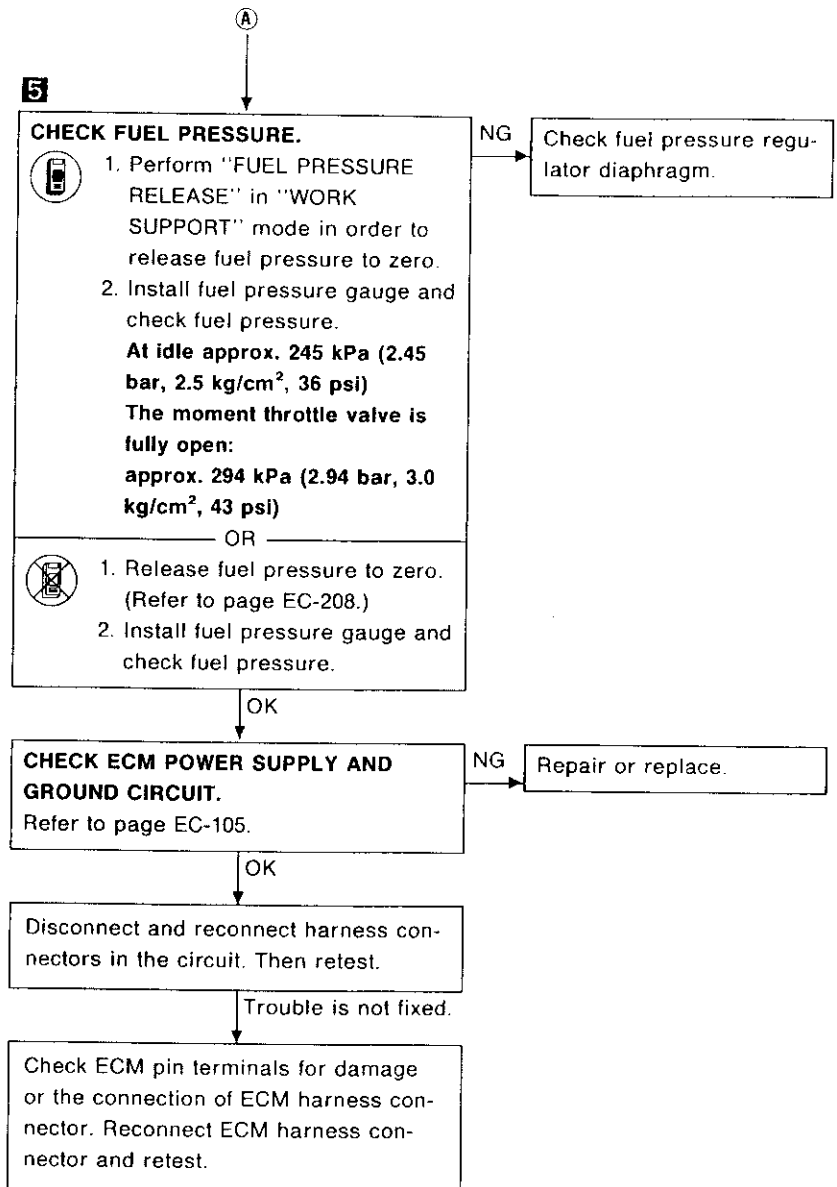 A
5
CHECK FUEL PRESSURE.
1. Perform "FUEL PRESSURE
RELEASE" in "WORK
SUPPORT" mode in order to
release fuel pressure to zero.
2. Install fuel pressure gauge and
check fuel pressure.
At idle approx. 245 kPa (2.45
bar, 2.5 kg/cm², 36 psi)
The moment throttle valve is
fully open:
approx. 294 kPa (2.94 bar, 3.0
kg/cm², 43 psi)
OR
1. Release fuel pressure to zero.
(Refer to page EC-208.)
2. Install fuel pressure gauge and
check fuel pressure.
NG
Check fuel pressure regu-
lator diaphragm.
OK
CHECK ECM POWER SUPPLY AND
GROUND CIRCUIT.
Refer to page EC-105.
NG
Repair or replace.
OK
Disconnect and reconnect harness con-
nectors in the circuit. Then retest.
Trouble is not fixed.
Check ECM pin terminals for damage
or the connection of ECM harness con-
nector. Reconnect ECM harness con-
nector and retest.